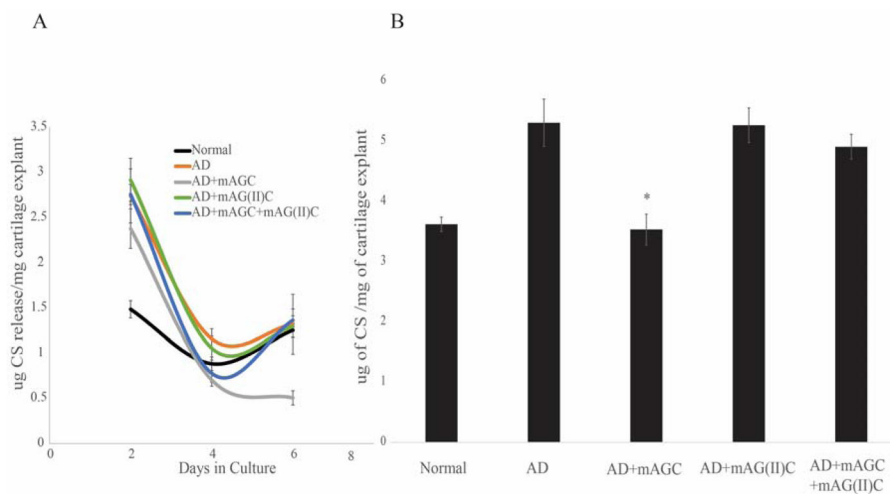 A
ug CS release/mg cartilage explant
3.5
3
2.5
2
1.5
1
0.5
0
2
4
6
8
Days in Culture
Normal
AD
AD+mAGC
AD+mAG(II)C
AD+mAGC+mAG(II)C
B
ug of CS /mg of cartilage explant
6
5
4
3
2
1
0
*
Normal
AD
AD+mAGC
AD+mAG(II)C
AD+mAGC
+mAG(II)C